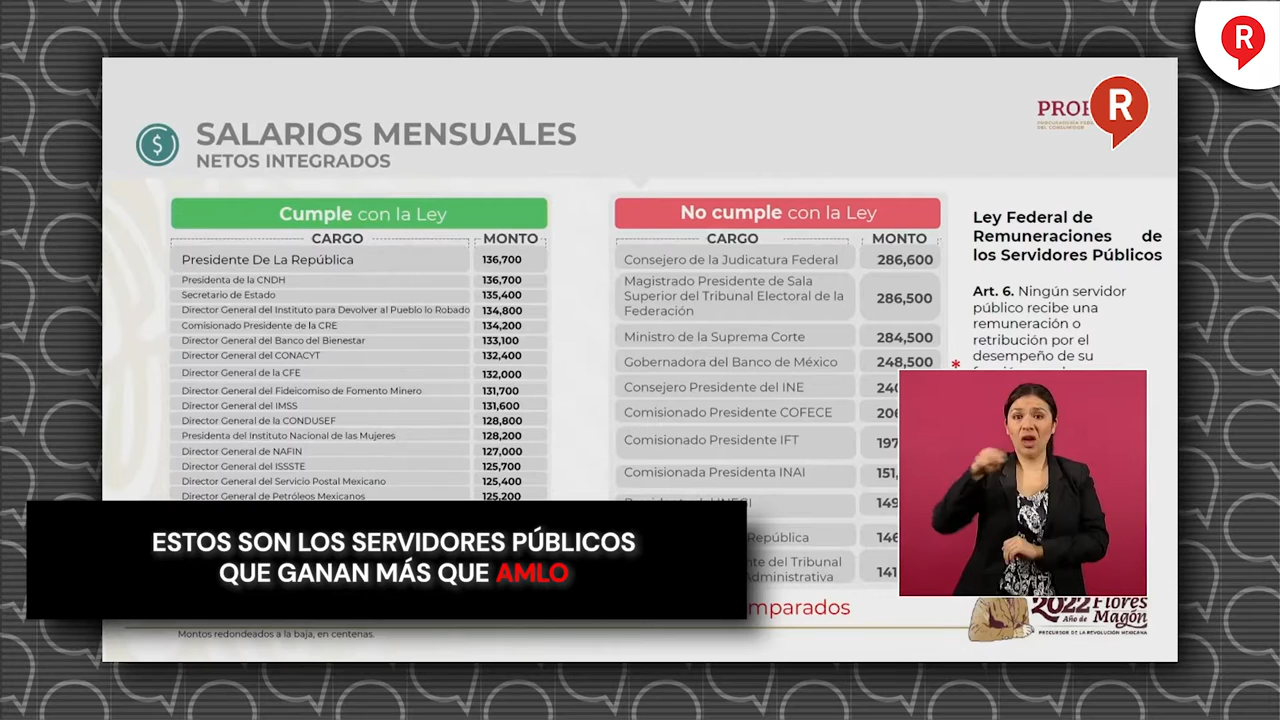 R
PROF
R
SALARIOS MENSUALES
NETOS INTEGRADOS
Cumple con la Ley
CARGO MONTO
Presidente De La República 136,700
Presidenta de la CNDH 136,700
Secretario de Estado 135,400
Director General del Instituto para Devolver al Pueblo lo Robado 134,800
Comisionado Presidente de la CRE 134,200
Director General del Banco del Bienestar 133,100
Director General del CONACYT 132,400
Director General de la CFE 132,000
Director General del Fideicomiso de Fomento Minero 131,700
Director General del IMSS 131,600
Director General de la CONDUSEF 128,800
Presidenta del Instituto Nacional de las Mujeres 128,200
Director General de NAFIN 127,000
Director General del ISSSTE 125,700
Director General del Servicio Postal Mexicano 125,400
Director General de Petróleos Mexicanos 125,200
No cumple con la Ley
CARGO MONTO
Consejero de la Judicatura Federal 286,600
Magistrado Presidente de Sala
Superior del Tribunal Electoral de la 286,500
Federación
Ministro de la Suprema Corte 284,500
Gobernadora del Banco de México 248,500 *
Consejero Presidente del INE 240
Comisionado Presidente COFECE 206
Comisionado Presidente IFT 197
Comisionada Presidenta INAI 151,
149
República 146
te del Tribunal
Administrativa 141
mparados
Ley Federal de
Remuneraciones de
los Servidores Públicos
Art. 6. Ningún servidor
público recibe una
remuneración o
retribución por el
desempeño de su
ESTOS SON LOS SERVIDORES PÚBLICOS
QUE GANAN MÁS QUE AMLO
Montos redondeados a la baja, en centenas.
2022 Flores
Año de Magón
PRECURSOR DE LA REVOLUCIÓN MEXICANA